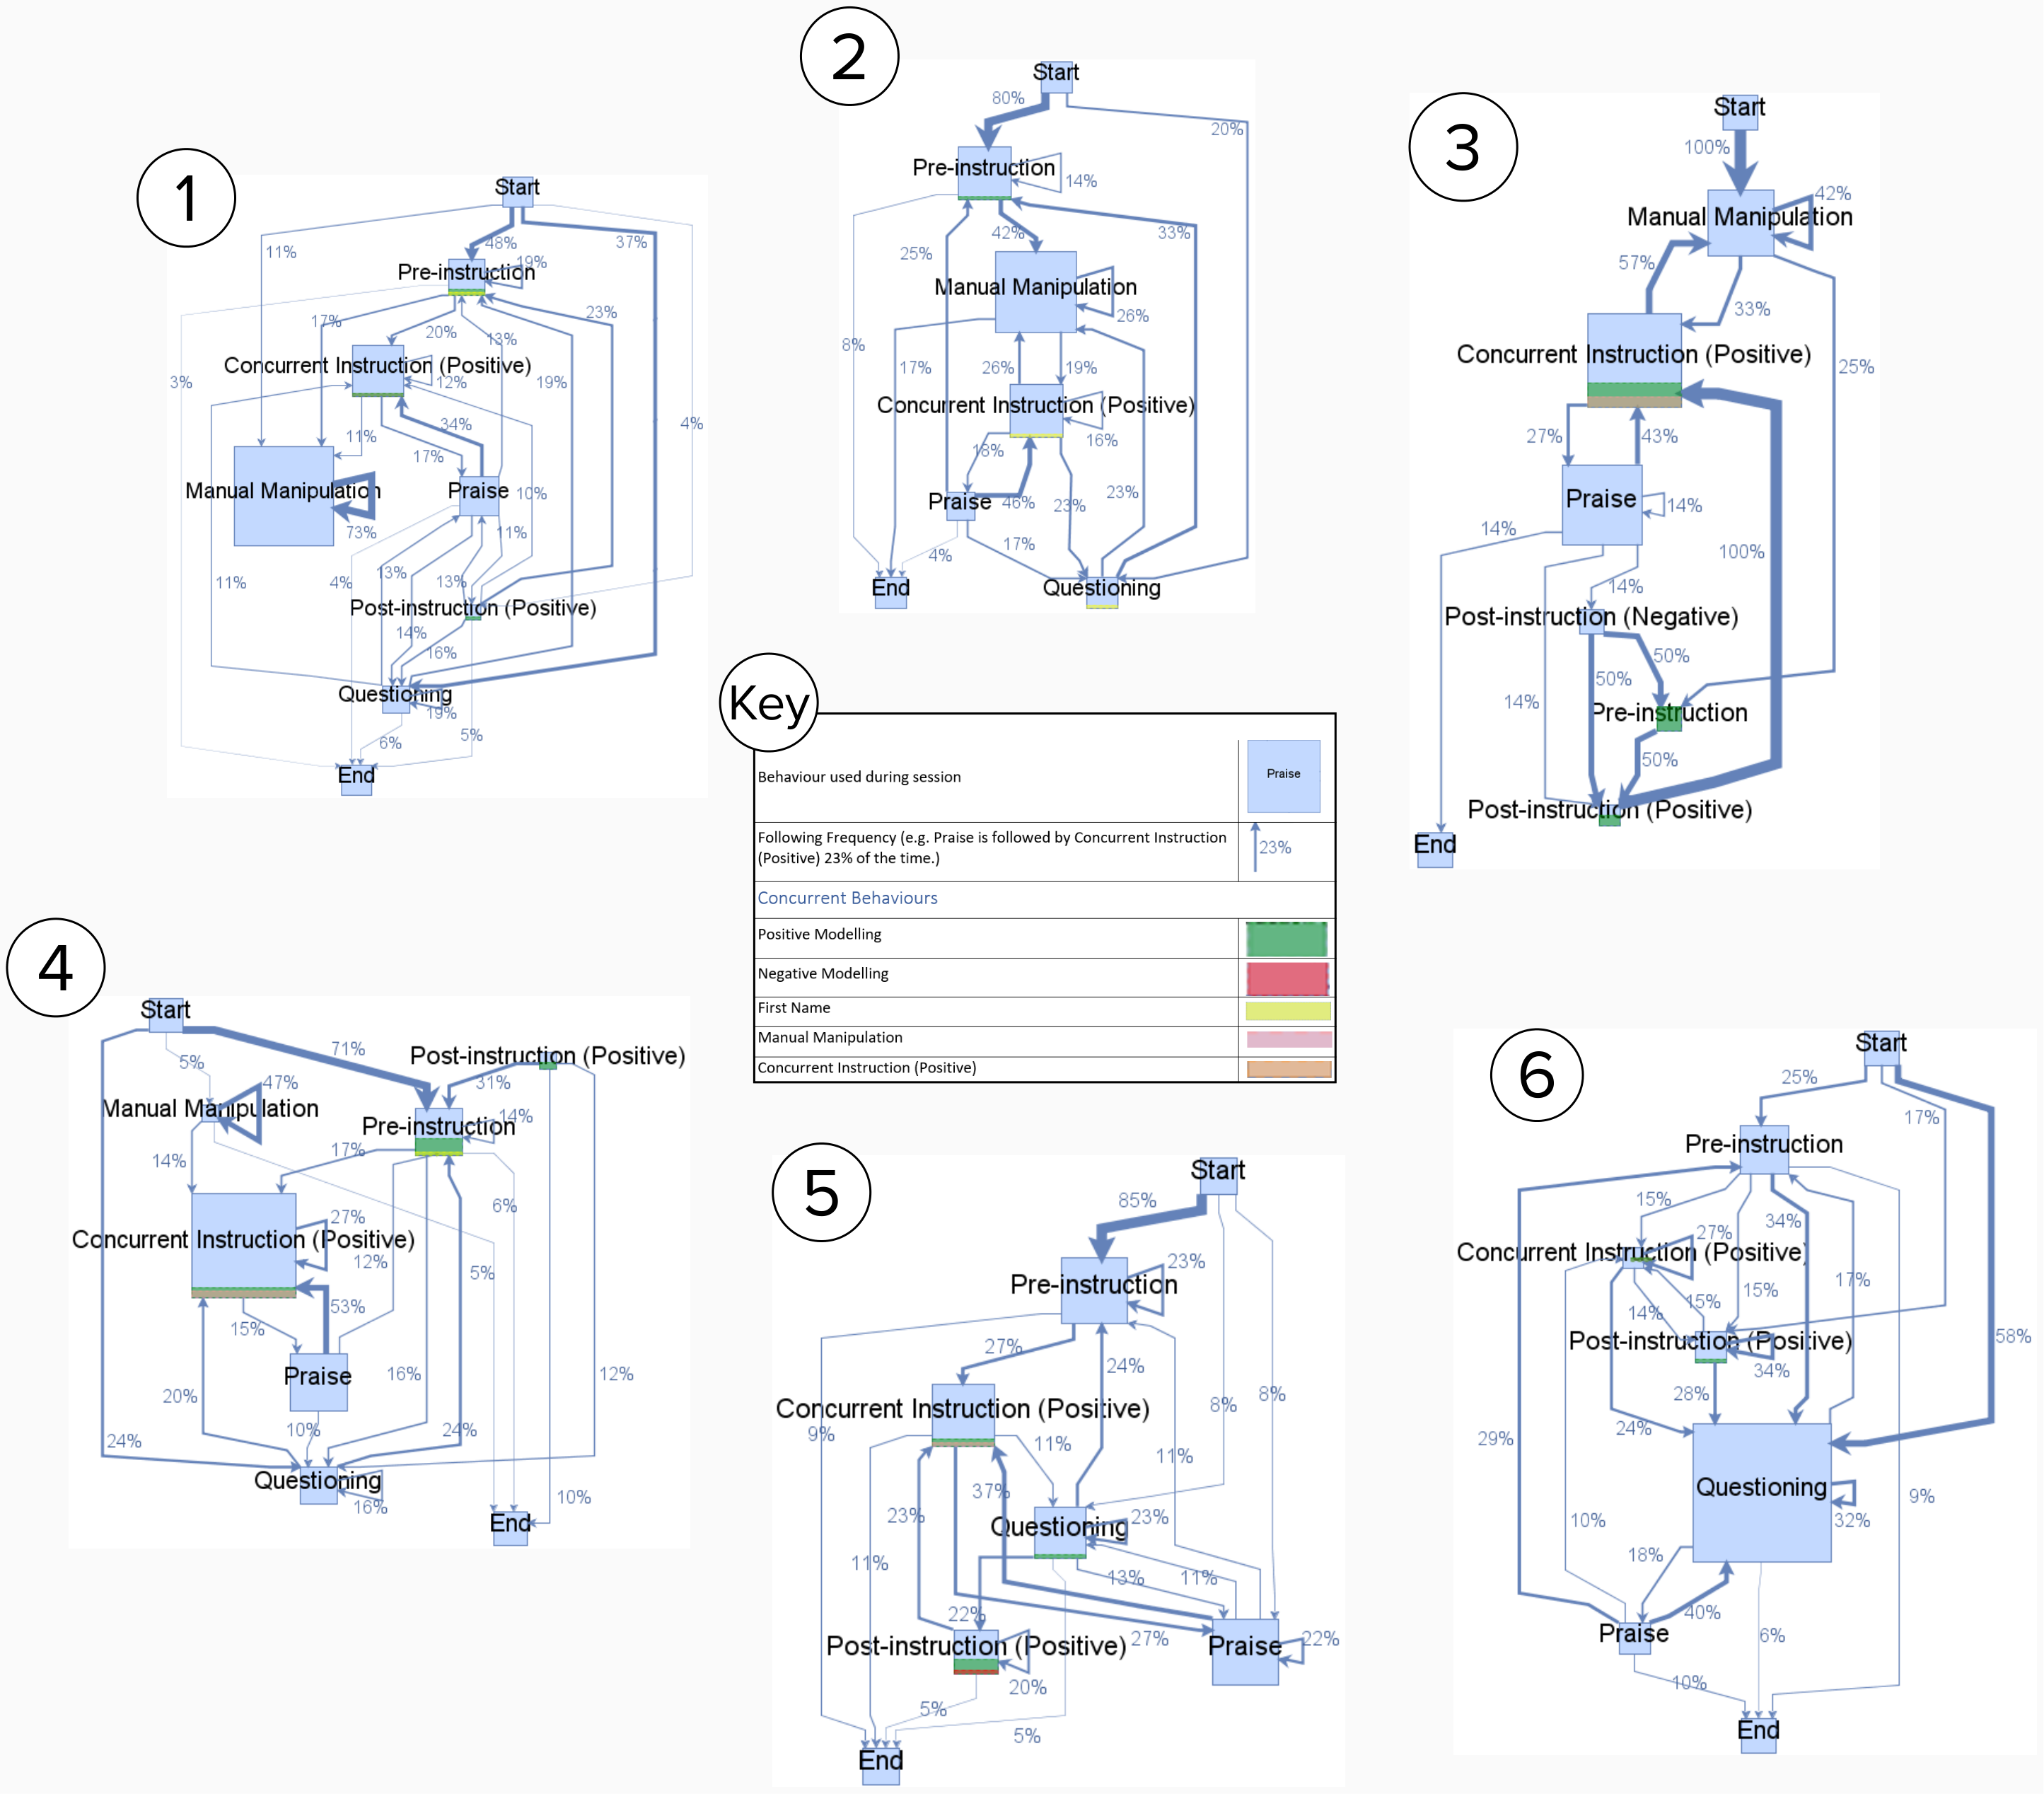 1
Start
11%
48%
37%
Pre-instruction
19%
23%
17%
20%
13%
Concurrent Instruction (Positive)
3%
12%
19%
4%
34%
11%
17%
Manual Manipulation
Praise
10%
73%
11%
11%
4%
13%
13%
Post-instruction (Positive)
14%
16%
Questioning
19%
6%
5%
End
2
Start
80%
20%
Pre-instruction
14%
42%
33%
25%
Manual Manipulation
26%
8%
17%
26%
19%
Concurrent Instruction (Positive)
18%
16%
Praise
46%
23%
23%
17%
4%
End
Questioning
3
Start
100%
42%
Manual Manipulation
57%
33%
Concurrent Instruction (Positive)
25%
27%
43%
Praise
14%
14%
100%
14%
Post-instruction (Negative)
50%
50%
14%
Pre-instruction
50%
Post-instruction (Positive)
End
Key
Behaviour used during session
Praise
Following Frequency (e.g. Praise is followed by Concurrent Instruction
(Positive) 23% of the time.)
23%
Concurrent Behaviours
Positive Modelling
Negative Modelling
First Name
Manual Manipulation
Concurrent Instruction (Positive)
4
Start
5%
71%
Post-instruction (Positive)
47%
31%
Manual Manipulation
14%
Pre-instruction
14%
17%
6%
27%
Concurrent Instruction (Positive)
12%
5%
53%
15%
Praise
16%
12%
20%
10%
24%
24%
Questioning
16%
10%
End
5
Start
85%
Pre-instruction
23%
27%
24%
8%
8%
Concurrent Instruction (Positive)
9%
11%
11%
37%
23%
Questioning
23%
11%
13%
11%
22%
Post-instruction (Positive)
27%
Praise
22%
20%
5%
5%
End
6
Start
25%
17%
Pre-instruction
15%
34%
27%
Concurrent Instruction (Positive)
17%
15%
15%
14%
Post-instruction (Positive)
58%
34%
28%
24%
29%
Questioning
9%
32%
10%
18%
40%
Praise
6%
10%
End